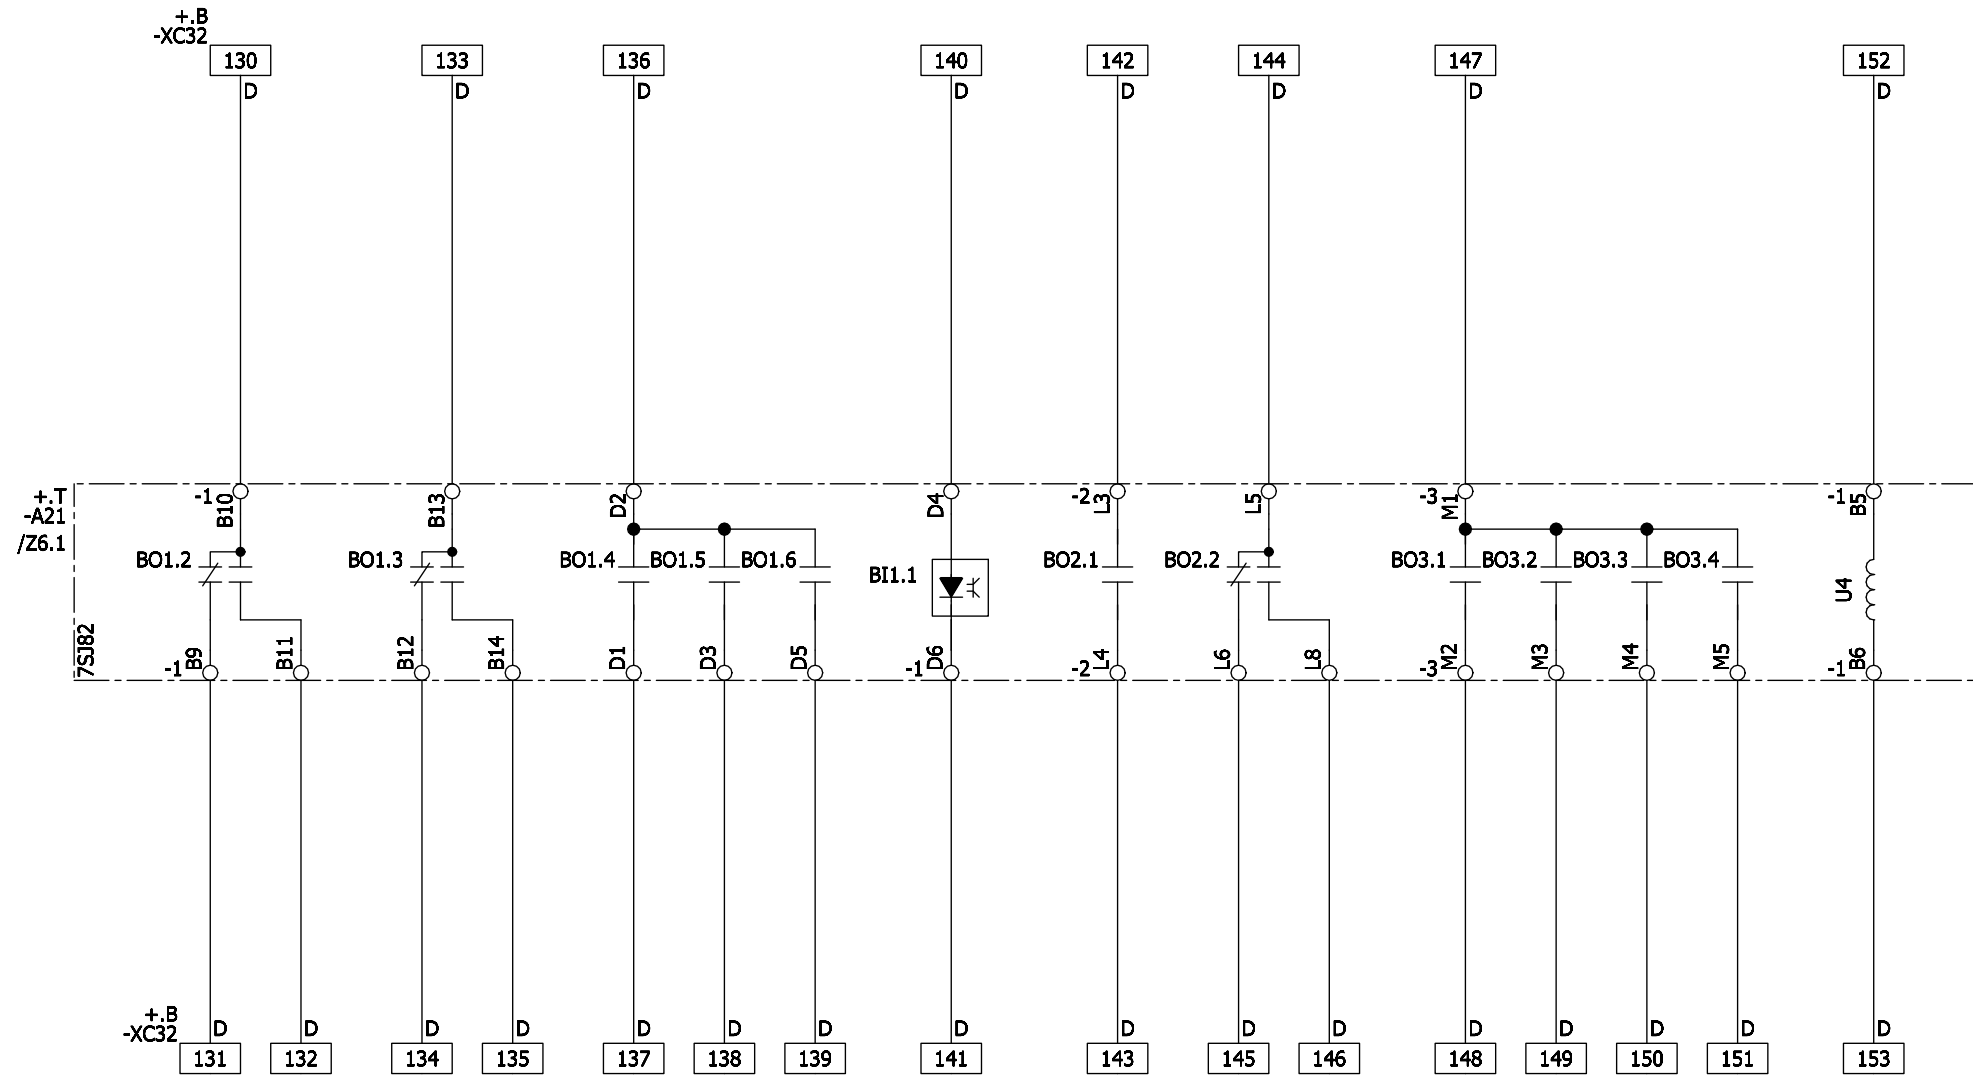 +.B
-XC32
130 133 136 140 142 144 147 152
D D D D D D D D
+.T
-A21
/Z6.1
7SJ82
-1 B10 B13 D2 D4 -2 L3 L5 -3 M1 -1 B5
BO1.2 BO1.3 BO1.4 BO1.5 BO1.6 BI1.1 BO2.1 BO2.2 BO3.1 BO3.2 BO3.3 BO3.4 U4
-1 B9 B11 B12 B14 D1 D3 D5 -1 D6 -2 L4 L6 L8 -3 M2 M3 M4 M5 -1 B6
+.B
-XC32
D D D D D D D D D D D D D D D D
131 132 134 135 137 138 139 141 143 145 146 148 149 150 151 153